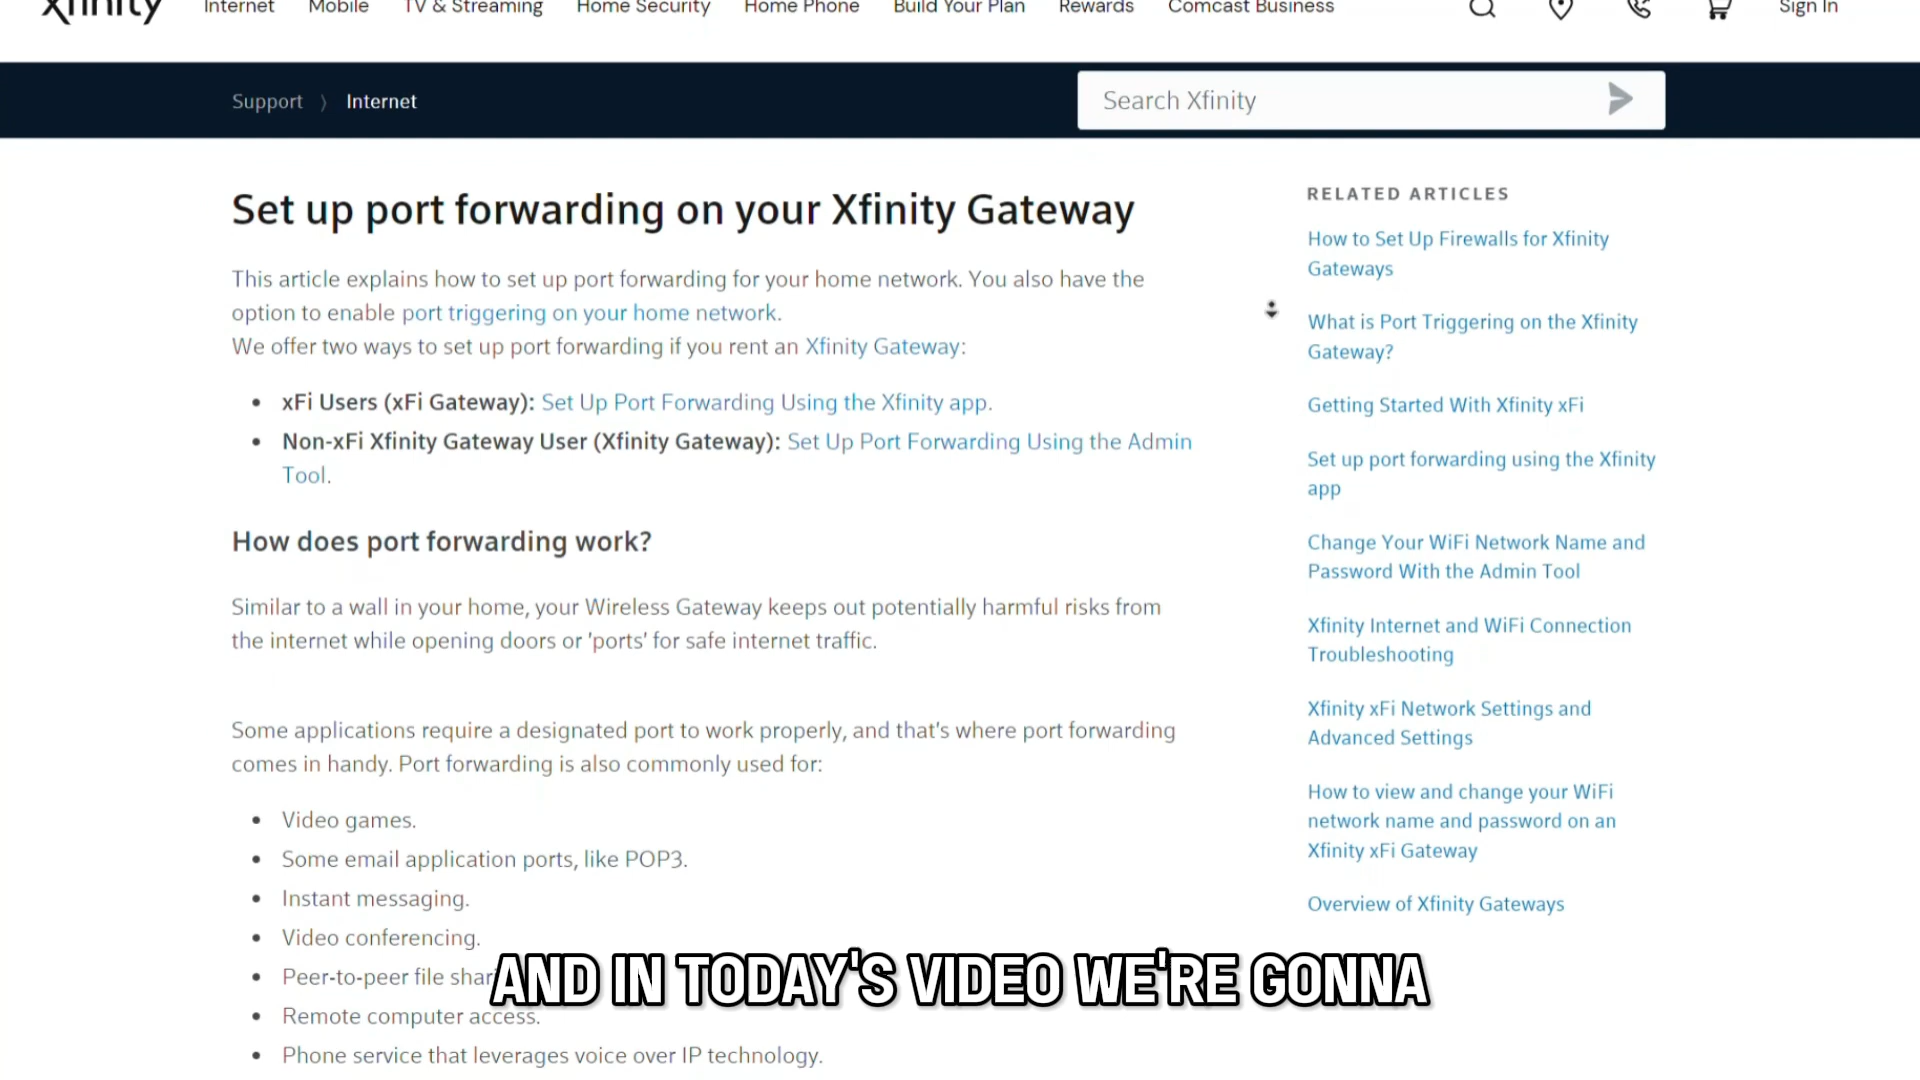 xfinity Internet Mobile TV & Streaming Home Security Home Phone Build Your Plan Rewards Comcast Business Sign In
Support 〉 Internet
Search Xfinity
Set up port forwarding on your Xfinity Gateway
This article explains how to set up port forwarding for your home network. You also have the
option to enable port triggering on your home network.
We offer two ways to set up port forwarding if you rent an Xfinity Gateway:
• xFi Users (xFi Gateway): Set Up Port Forwarding Using the Xfinity app.
• Non-xFi Xfinity Gateway User (Xfinity Gateway): Set Up Port Forwarding Using the Admin
Tool.
How does port forwarding work?
Similar to a wall in your home, your Wireless Gateway keeps out potentially harmful risks from
the internet while opening doors or 'ports' for safe internet traffic.
Some applications require a designated port to work properly, and that's where port forwarding
comes in handy. Port forwarding is also commonly used for:
• Video games.
• Some email application ports, like POP3.
• Instant messaging.
• Video conferencing.
• Peer-to-peer file shari
• Remote computer access.
• Phone service that leverages voice over IP technology.
RELATED ARTICLES
How to Set Up Firewalls for Xfinity
Gateways
What is Port Triggering on the Xfinity
Gateway?
Getting Started With Xfinity xFi
Set up port forwarding using the Xfinity
app
Change Your WiFi Network Name and
Password With the Admin Tool
Xfinity Internet and WiFi Connection
Troubleshooting
Xfinity xFi Network Settings and
Advanced Settings
How to view and change your WiFi
network name and password on an
Xfinity xFi Gateway
Overview of Xfinity Gateways
AND IN TODAY'S VIDEO WE'RE GONNA